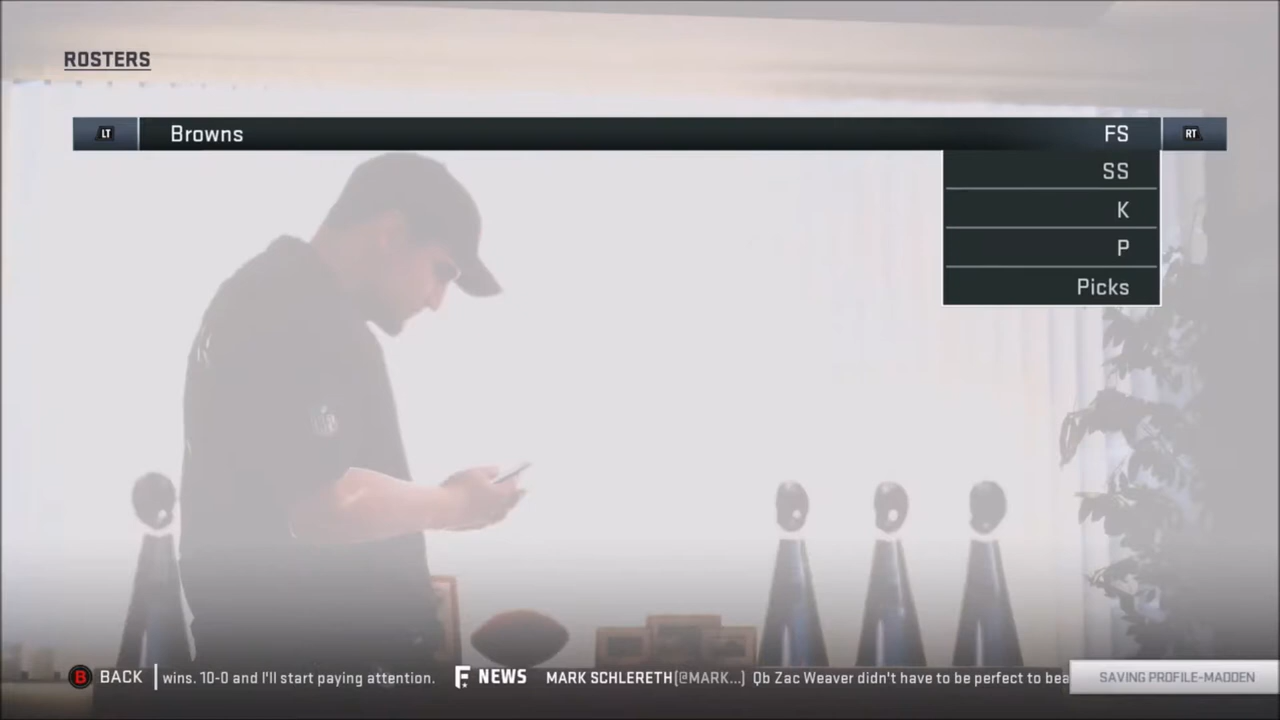 ROSTERS
LT Browns FS RT
SS
K
P
Picks
B BACK wins. 10-0 and I'll start paying attention. F NEWS MARK SCHLERETH(@MARK...) Qb Zac Weaver didn't have to be perfect to bea
SAVING PROFILE-MADDEN